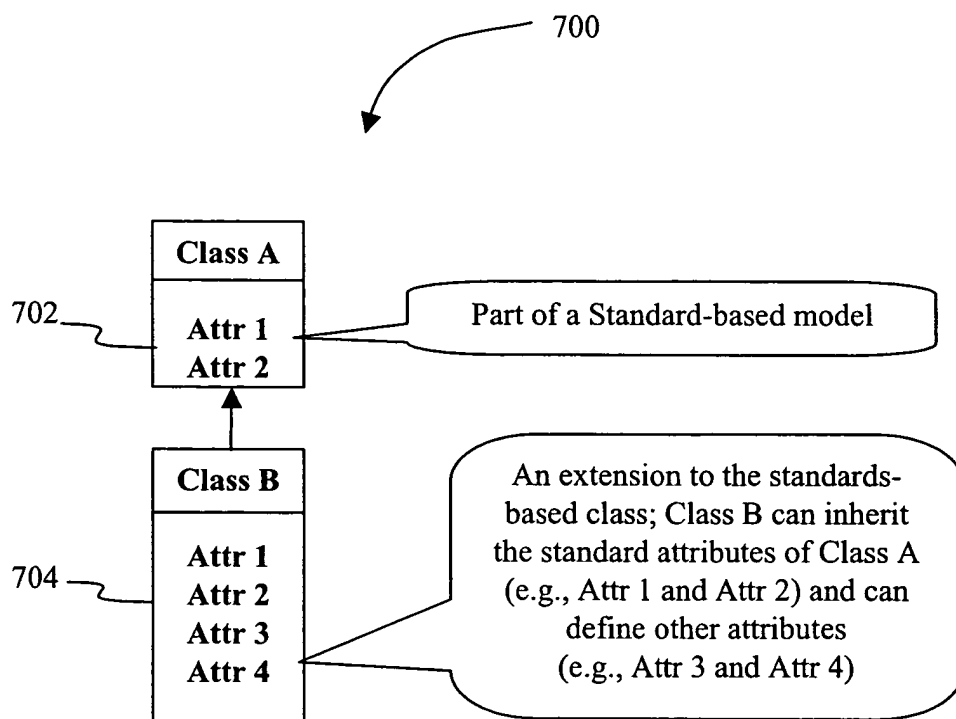 700
Class A
702
Attr 1
Attr 2
Part of a Standard-based model
Class B
704
Attr 1
Attr 2
Attr 3
Attr 4
An extension to the standards-
based class; Class B can inherit
the standard attributes of Class A
(e.g., Attr 1 and Attr 2) and can
define other attributes
(e.g., Attr 3 and Attr 4)